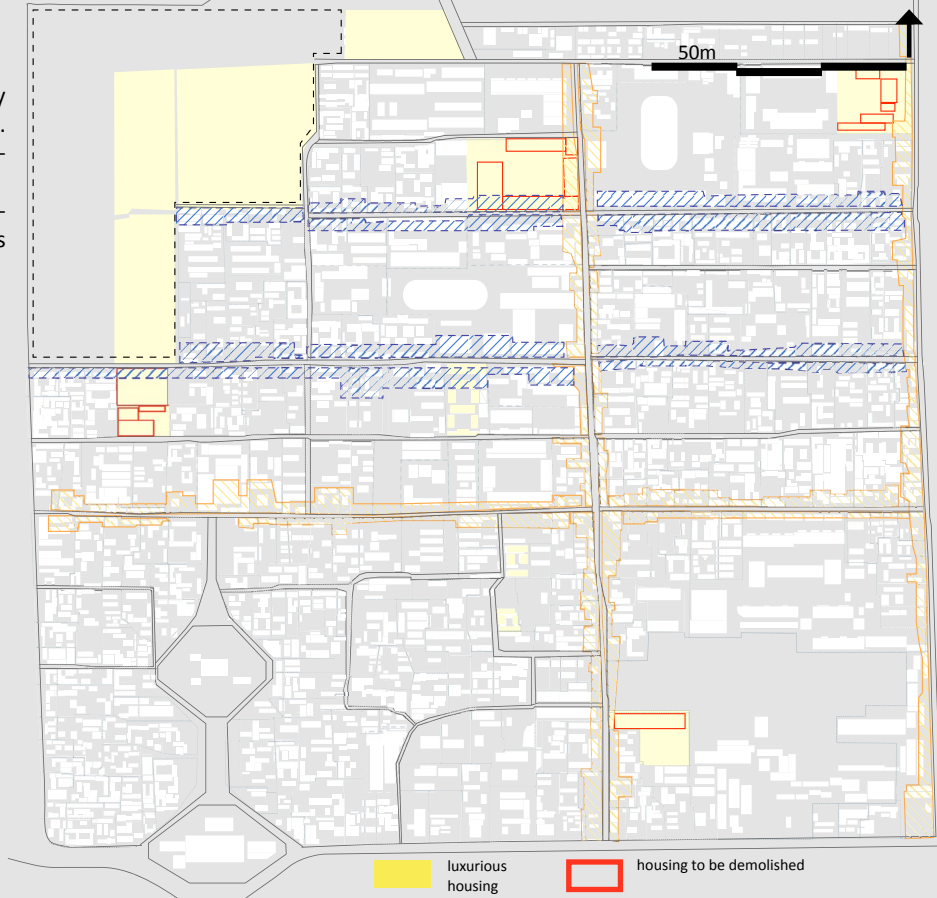 y
.
–
–
s
50m
luxurious
housing
housing to be demolished